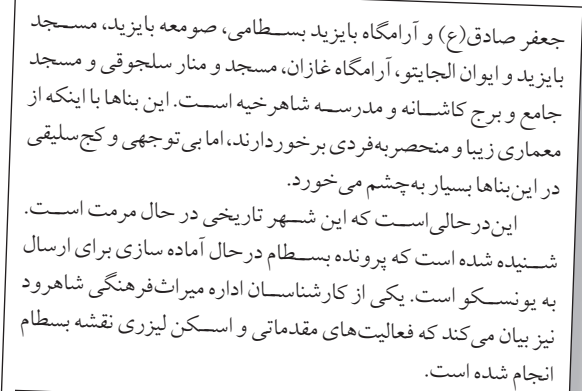 جعفر صادق(ع) و آرامگاه بایزید بسطامی، صومعه بایزید، مسجد
بایزید و ایوان الجایتو، آرامگاه غازان، مسجد و منار سلجوقی و مسجد
جامع و برج کاشانه و مدرسه شاهرخیه است. این بناها با اینکه از
معماری زیبا و منحصربه‌فردی برخوردارند، اما بی‌توجهی و کج‌سلیقی
در این‌بناها بسیار به‌چشم می‌خورد.
این‌درحالی‌است که این شهر تاریخی در حال مرمت است.
شنیده شده است که پرونده بسطام درحال آماده سازی برای ارسال
به یونسکو است. یکی از کارشناسان اداره میراث‌فرهنگی شاهرود
نیز بیان می‌کند که فعالیت‌های مقدماتی و اسکن لیزری نقشه بسطام
انجام شده است.